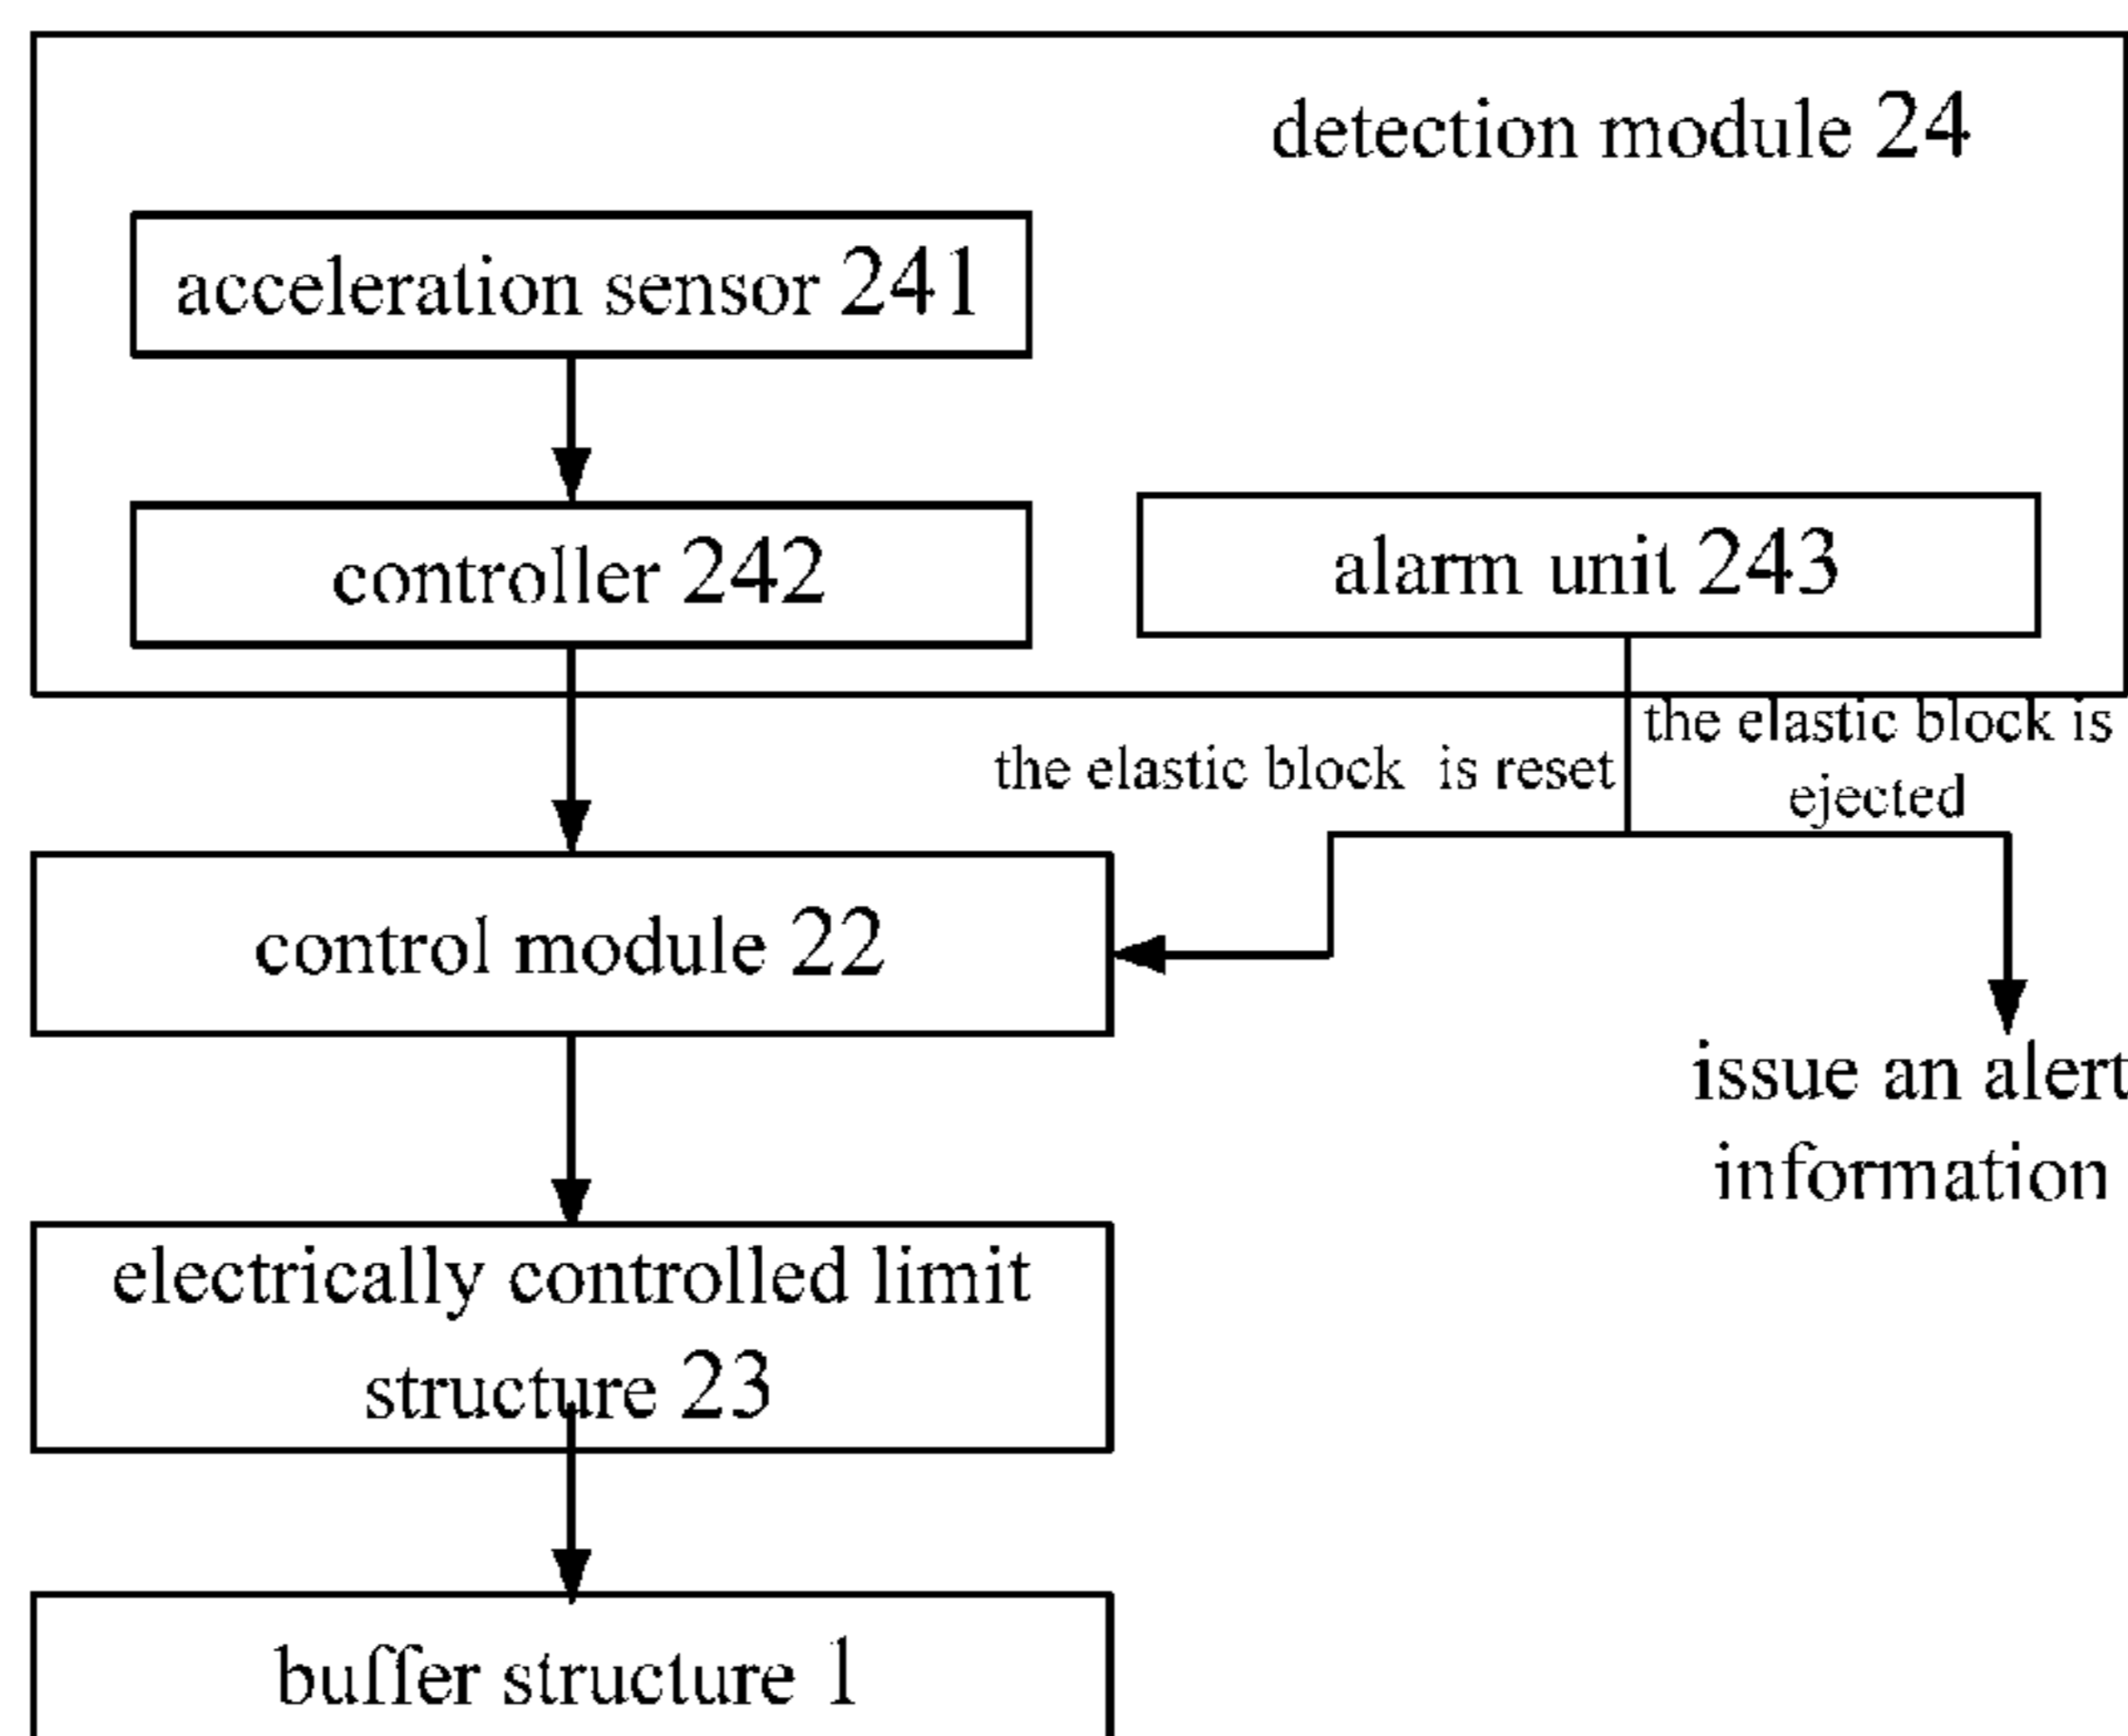 detection module 24
acceleration sensor 241
controller 242
alarm unit 243
the elastic block is reset
the elastic block is
ejected
control module 22
issue an alert
information
electrically controlled limit
structure 23
buffer structure 1